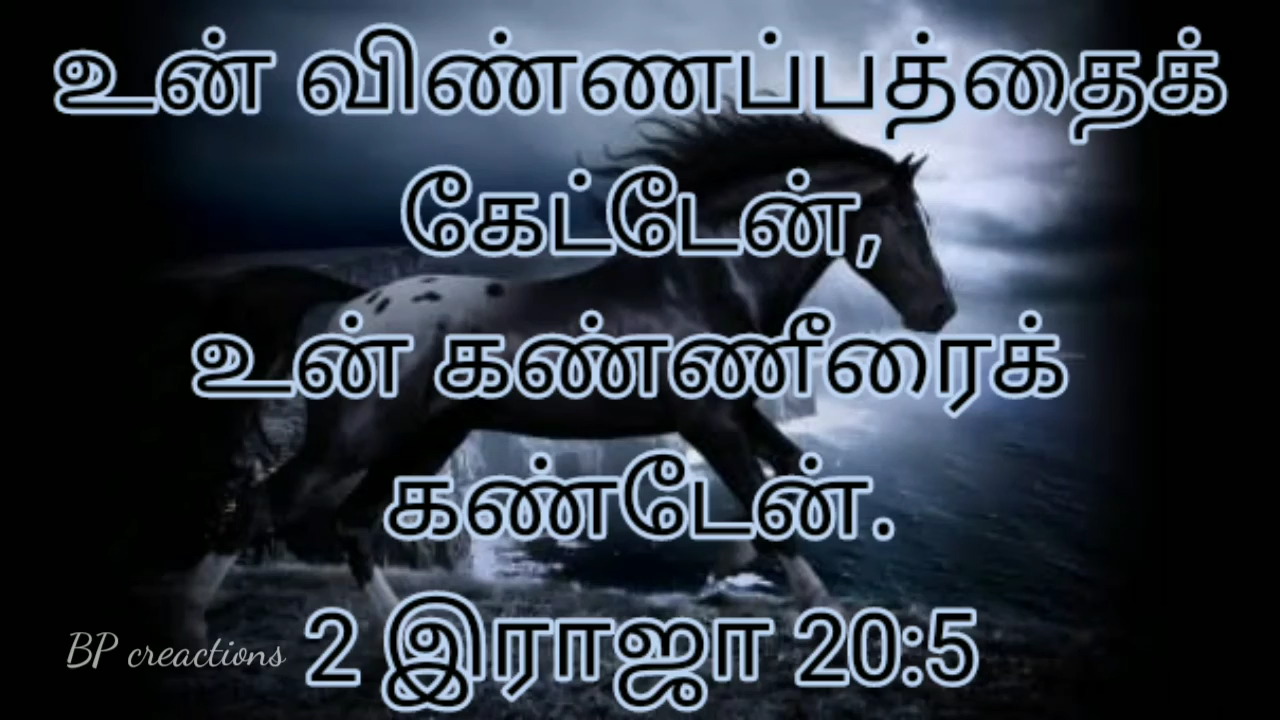 உன் விண்ணப்பத்தைக்
கேட்டேன்,
உன் கண்ணீரைக்
கண்டேன்.
2 இராஜா 20:5
BP creactions